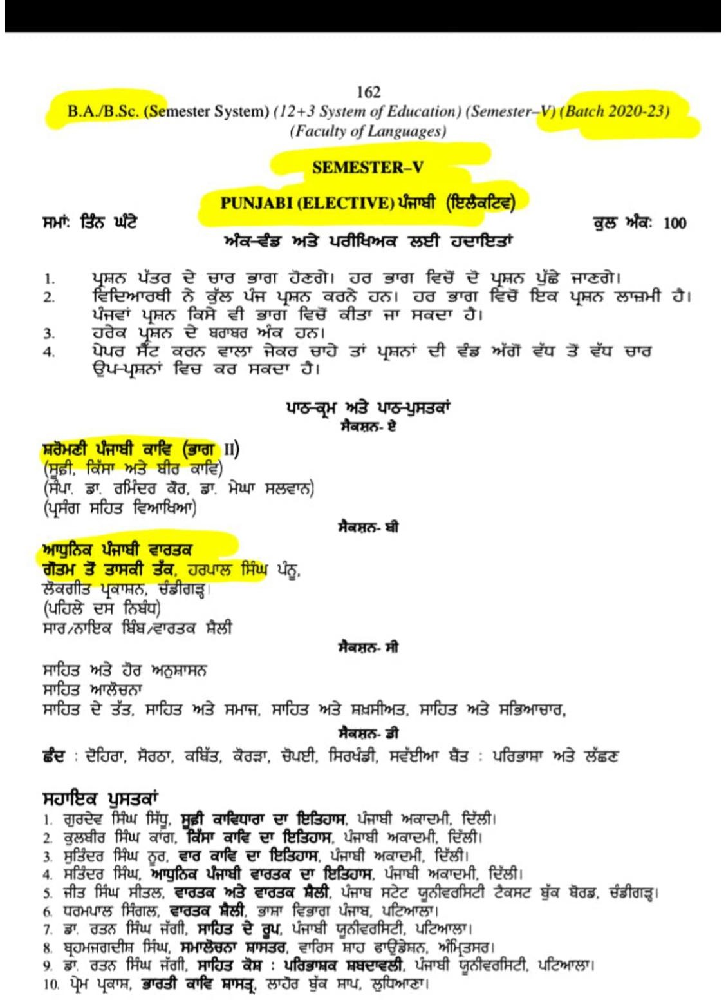 162
B.A./B.Sc. (Semester System) (12+3 System of Education) (Semester–V) (Batch 2020-23)
(Faculty of Languages)
SEMESTER–V
PUNJABI (ELECTIVE) ਪੰਜਾਬੀ (ਇਲੈਕਟਿਵ)
ਸਮਾਂ: ਤਿੰਨ ਘੰਟੇ ਕੁਲ ਅੰਕ: 100
ਅੰਕ-ਵੰਡ ਅਤੇ ਪਰੀਖਿਅਕ ਲਈ ਹਦਾਇਤਾਂ
1. ਪ੍ਰਸ਼ਨ ਪੱਤਰ ਦੇ ਚਾਰ ਭਾਗ ਹੋਣਗੇ। ਹਰ ਭਾਗ ਵਿਚੋਂ ਦੋ ਪ੍ਰਸ਼ਨ ਪੁੱਛੇ ਜਾਣਗੇ।
2. ਵਿਦਿਆਰਥੀ ਨੇ ਕੁੱਲ ਪੰਜ ਪ੍ਰਸ਼ਨ ਕਰਨੇ ਹਨ। ਹਰ ਭਾਗ ਵਿਚੋਂ ਇਕ ਪ੍ਰਸ਼ਨ ਲਾਜ਼ਮੀ ਹੈ।
ਪੰਜਵਾਂ ਪ੍ਰਸ਼ਨ ਕਿਸੇ ਵੀ ਭਾਗ ਵਿਚੋਂ ਕੀਤਾ ਜਾ ਸਕਦਾ ਹੈ।
3. ਹਰੇਕ ਪ੍ਰਸ਼ਨ ਦੇ ਬਰਾਬਰ ਅੰਕ ਹਨ।
4. ਪੇਪਰ ਸੈੱਟ ਕਰਨ ਵਾਲਾ ਜੇਕਰ ਚਾਹੇ ਤਾਂ ਪ੍ਰਸ਼ਨਾਂ ਦੀ ਵੰਡ ਅੱਗੋਂ ਵੱਧ ਤੋਂ ਵੱਧ ਚਾਰ
ਉਪ-ਪ੍ਰਸ਼ਨਾਂ ਵਿਚ ਕਰ ਸਕਦਾ ਹੈ।
ਪਾਠ-ਕ੍ਰਮ ਅਤੇ ਪਾਠ-ਪੁਸਤਕਾਂ
ਸੈਕਸ਼ਨ- ਏ
ਸ਼ਰੋਮਣੀ ਪੰਜਾਬੀ ਕਾਵਿ (ਭਾਗ II)
(ਸੂਫ਼ੀ, ਕਿੱਸਾ ਅਤੇ ਬੀਰ ਕਾਵਿ)
(ਸੰਪਾ. ਡਾ. ਰਮਿੰਦਰ ਕੌਰ, ਡਾ. ਮੇਘਾ ਸਲਵਾਨ)
(ਪ੍ਰਸੰਗ ਸਹਿਤ ਵਿਆਖਿਆ)
ਸੈਕਸ਼ਨ- ਬੀ
ਆਧੁਨਿਕ ਪੰਜਾਬੀ ਵਾਰਤਕ
ਗੌਤਮ ਤੋਂ ਤਾਸਕੀ ਤੱਕ, ਹਰਪਾਲ ਸਿੰਘ ਪੰਨੂ,
ਲੋਕਗੀਤ ਪ੍ਰਕਾਸ਼ਨ, ਚੰਡੀਗੜ੍ਹ।
(ਪਹਿਲੇ ਦਸ ਨਿਬੰਧ)
ਸਾਰ/ਨਾਇਕ ਬਿੰਬ/ਵਾਰਤਕ ਸ਼ੈਲੀ
ਸੈਕਸ਼ਨ- ਸੀ
ਸਾਹਿਤ ਅਤੇ ਹੋਰ ਅਨੁਸ਼ਾਸਨ
ਸਾਹਿਤ ਆਲੋਚਨਾ
ਸਾਹਿਤ ਦੇ ਤੱਤ, ਸਾਹਿਤ ਅਤੇ ਸਮਾਜ, ਸਾਹਿਤ ਅਤੇ ਸ਼ਖ਼ਸੀਅਤ, ਸਾਹਿਤ ਅਤੇ ਸਭਿਆਚਾਰ,
ਸੈਕਸ਼ਨ- ਡੀ
ਛੰਦ : ਦੋਹਿਰਾ, ਸੋਰਠਾ, ਕਬਿੱਤ, ਕੋਰੜਾ, ਚੋਪਈ, ਸਿਰਖੰਡੀ, ਸਵੱਈਆ ਬੈਂਤ : ਪਰਿਭਾਸ਼ਾ ਅਤੇ ਲੱਛਣ
ਸਹਾਇਕ ਪੁਸਤਕਾਂ
1. ਗੁਰਦੇਵ ਸਿੰਘ ਸਿੱਧੂ, ਸੂਫ਼ੀ ਕਾਵਿਧਾਰਾ ਦਾ ਇਤਿਹਾਸ, ਪੰਜਾਬੀ ਅਕਾਦਮੀ, ਦਿੱਲੀ।
2. ਕੁਲਬੀਰ ਸਿੰਘ ਕਾਂਗ, ਕਿੱਸਾ ਕਾਵਿ ਦਾ ਇਤਿਹਾਸ, ਪੰਜਾਬੀ ਅਕਾਦਮੀ, ਦਿੱਲੀ।
3. ਸੁਤਿੰਦਰ ਸਿੰਘ ਨੂਰ, ਵਾਰ ਕਾਵਿ ਦਾ ਇਤਿਹਾਸ, ਪੰਜਾਬੀ ਅਕਾਦਮੀ, ਦਿੱਲੀ।
4. ਸਤਿੰਦਰ ਸਿੰਘ, ਆਧੁਨਿਕ ਪੰਜਾਬੀ ਵਾਰਤਕ ਦਾ ਇਤਿਹਾਸ, ਪੰਜਾਬੀ ਅਕਾਦਮੀ, ਦਿੱਲੀ।
5. ਜੀਤ ਸਿੰਘ ਸੀਤਲ, ਵਾਰਤਕ ਅਤੇ ਵਾਰਤਕ ਸ਼ੈਲੀ, ਪੰਜਾਬ ਸਟੇਟ ਯੂਨੀਵਰਸਿਟੀ ਟੈਕਸਟ ਬੁੱਕ ਬੋਰਡ, ਚੰਡੀਗੜ੍ਹ।
6. ਧਰਮਪਾਲ ਸਿੰਗਲ, ਵਾਰਤਕ ਸ਼ੈਲੀ, ਭਾਸ਼ਾ ਵਿਭਾਗ ਪੰਜਾਬ, ਪਟਿਆਲਾ।
7. ਡਾ. ਰਤਨ ਸਿੰਘ ਜੱਗੀ, ਸਾਹਿਤ ਦੇ ਰੂਪ, ਪੰਜਾਬੀ ਯੂਨੀਵਰਸਿਟੀ, ਪਟਿਆਲਾ।
8. ਬ੍ਰਹਮਜਗਦੀਸ਼ ਸਿੰਘ, ਸਮਾਲੋਚਨਾ ਸ਼ਾਸਤਰ, ਵਾਰਿਸ ਸ਼ਾਹ ਫਾਉਂਡੇਸ਼ਨ, ਅੰਮ੍ਰਿਤਸਰ।
9. ਡਾ. ਰਤਨ ਸਿੰਘ ਜੱਗੀ, ਸਾਹਿਤ ਕੋਸ਼ : ਪਰਿਭਾਸ਼ਕ ਸ਼ਬਦਾਵਲੀ, ਪੰਜਾਬੀ ਯੂਨੀਵਰਸਿਟੀ, ਪਟਿਆਲਾ।
10. ਪ੍ਰੇਮ ਪ੍ਰਕਾਸ਼, ਭਾਰਤੀ ਕਾਵਿ ਸ਼ਾਸਤ੍ਰ, ਲਾਹੌਰ ਬੁੱਕ ਸ਼ਾਪ, ਲੁਧਿਆਣਾ।